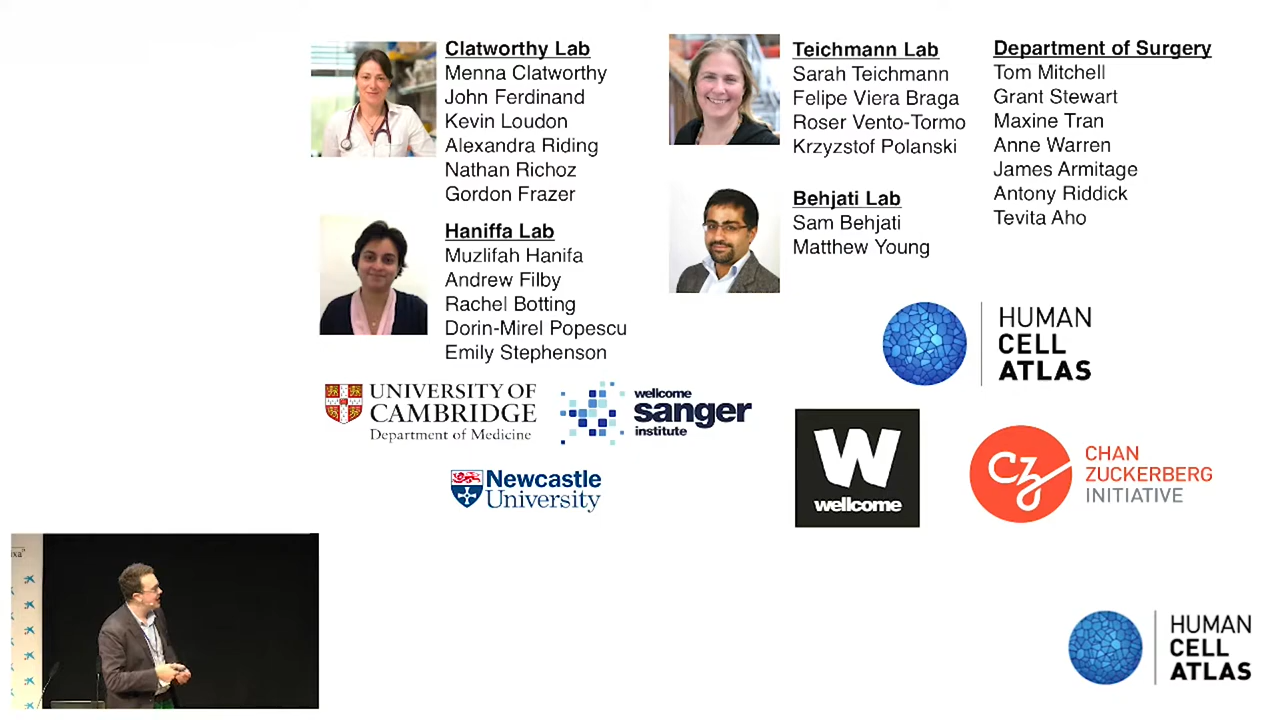 Clatworthy Lab
Menna Clatworthy
John Ferdinand
Kevin Loudon
Alexandra Riding
Nathan Richoz
Gordon Frazer
Haniffa Lab
Muzlifah Hanifa
Andrew Filby
Rachel Botting
Dorin-Mirel Popescu
Emily Stephenson
Teichmann Lab
Sarah Teichmann
Felipe Viera Braga
Roser Vento-Tormo
Krzyzstof Polanski
Behjati Lab
Sam Behjati
Matthew Young
Department of Surgery
Tom Mitchell
Grant Stewart
Maxine Tran
Anne Warren
James Armitage
Antony Riddick
Tevita Aho
HUMAN
CELL
ATLAS
UNIVERSITY OF
CAMBRIDGE
Department of Medicine
wellcome
sanger
institute
Newcastle
University
W
wellcome
CZ
CHAN
ZUCKERBERG
INITIATIVE
HUMAN
CELL
ATLAS